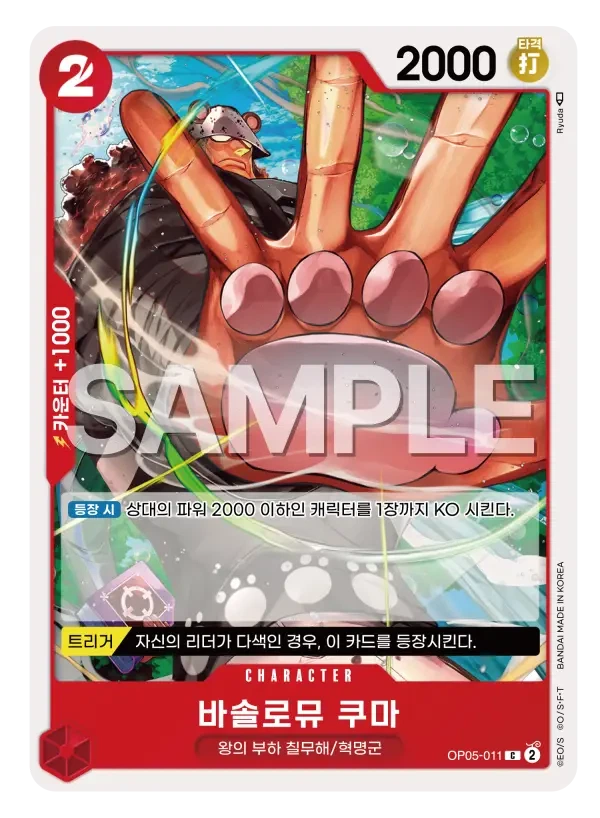 2
2000
타격
打
Ryuda
카운터 +1000
SAMPLE
등장 시 상대의 파워 2000 이하인 캐릭터를 1장까지 KO 시킨다.
트리거 자신의 리더가 다색인 경우, 이 카드를 등장시킨다.
CHARACTER
바솔로뮤 쿠마
왕의 부하 칠무해/혁명군
OP05-011 C 2
©EO/S ©O/S·F·T BANDAI MADE IN KOREA